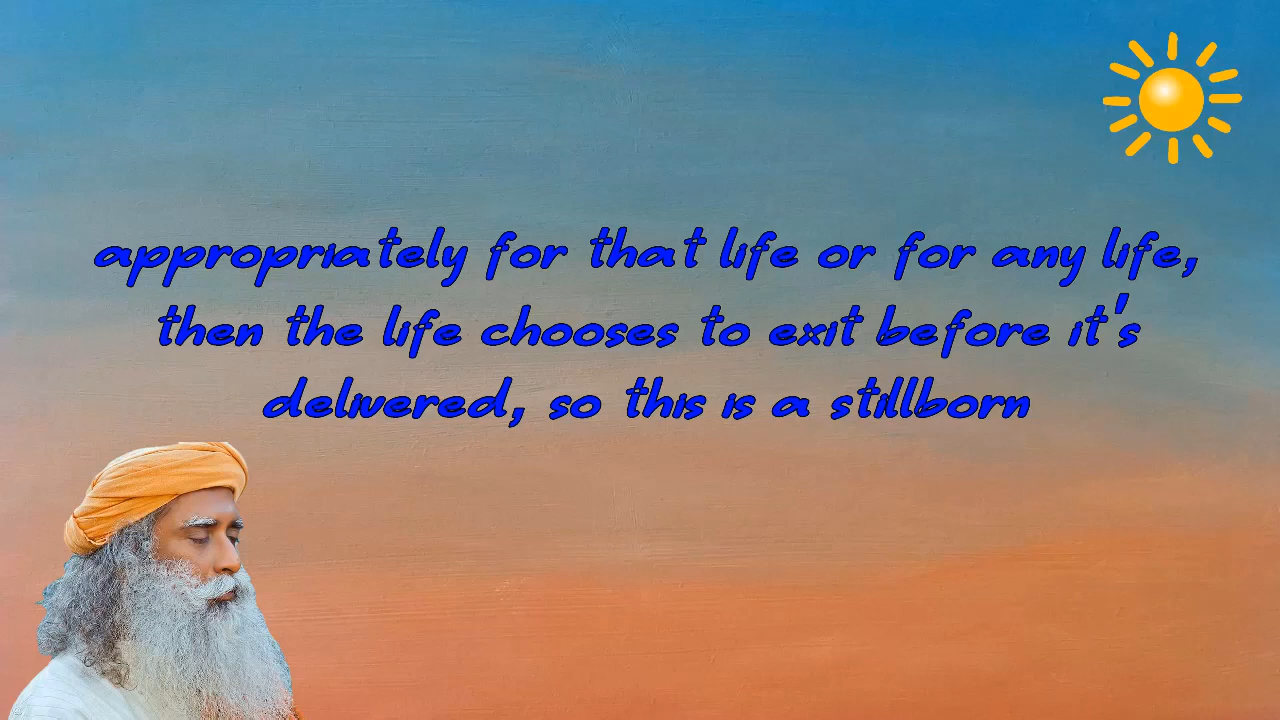 appropriately for that life or for any life,
then the life chooses to exit before it's
delivered, so this is a stillborn